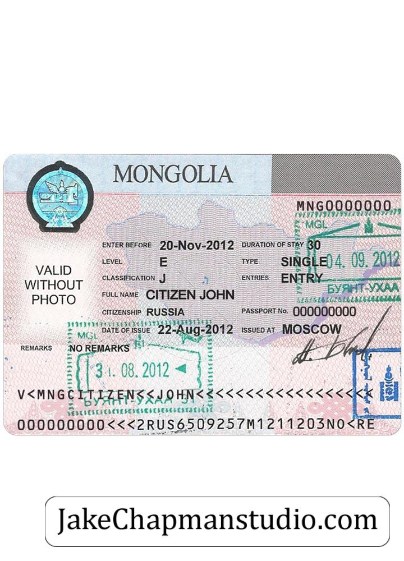 MONGOLIA
MNG0000000
ENTER BEFORE 20-Nov-2012 DURATION OF STAY 30
LEVEL E TYPE SINGLE
CLASSIFICATION J ENTRIES ENTRY
FULL NAME CITIZEN JOHN
CITIZENSHIP RUSSIA PASSPORT No. 000000000
DATE OF ISSUE 22-Aug-2012 ISSUED AT MOSCOW
VALID
WITHOUT
PHOTO
REMARKS NO REMARKS
MGL
04.09.2012
БУЯНТ-УХАА
MGL
31.08.2012
БУЯНТ-УХАА
V<MNGCITIZEN<<JOHN<<<<<<<<<<<<<<<<<<
000000000<<<2RUS6509257M1211203N0<RE
JakeChapmanstudio.com